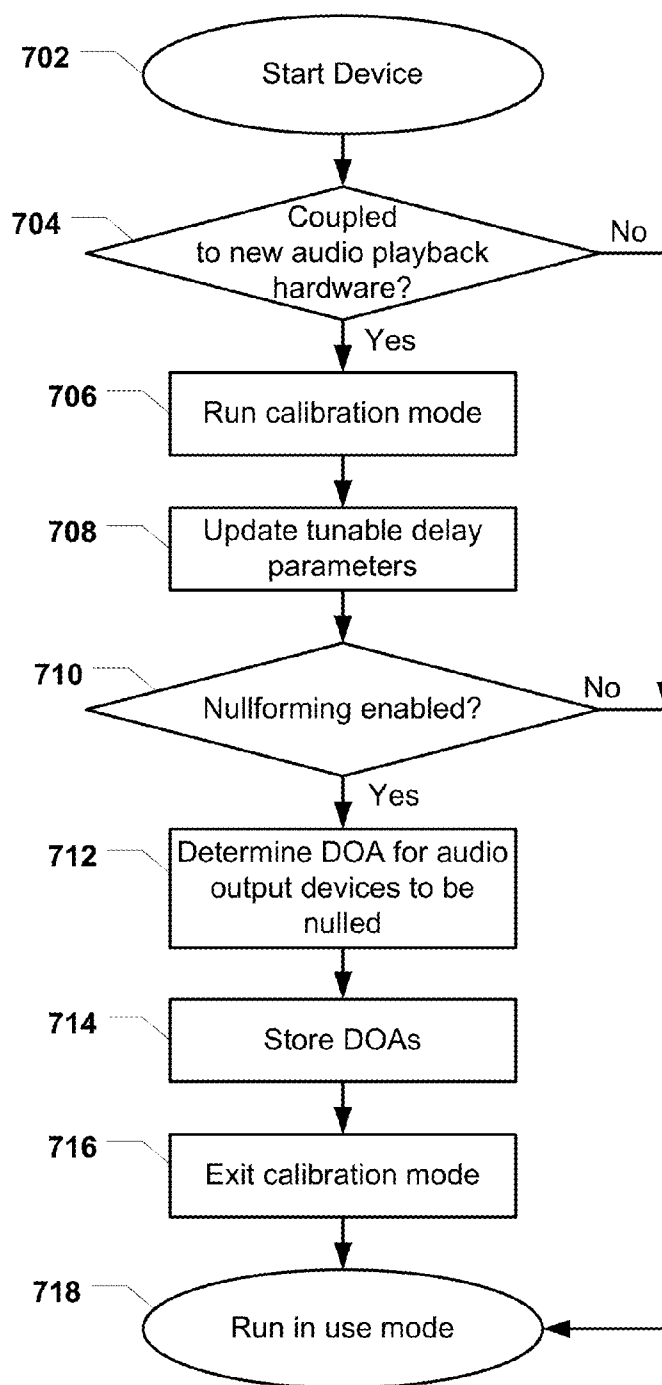 702
Start Device
704
Coupled
to new audio playback
hardware?
No
Yes
706
Run calibration mode
708
Update tunable delay
parameters
710
Nullforming enabled?
No
Yes
712
Determine DOA for audio
output devices to be
nulled
714
Store DOAs
716
Exit calibration mode
718
Run in use mode